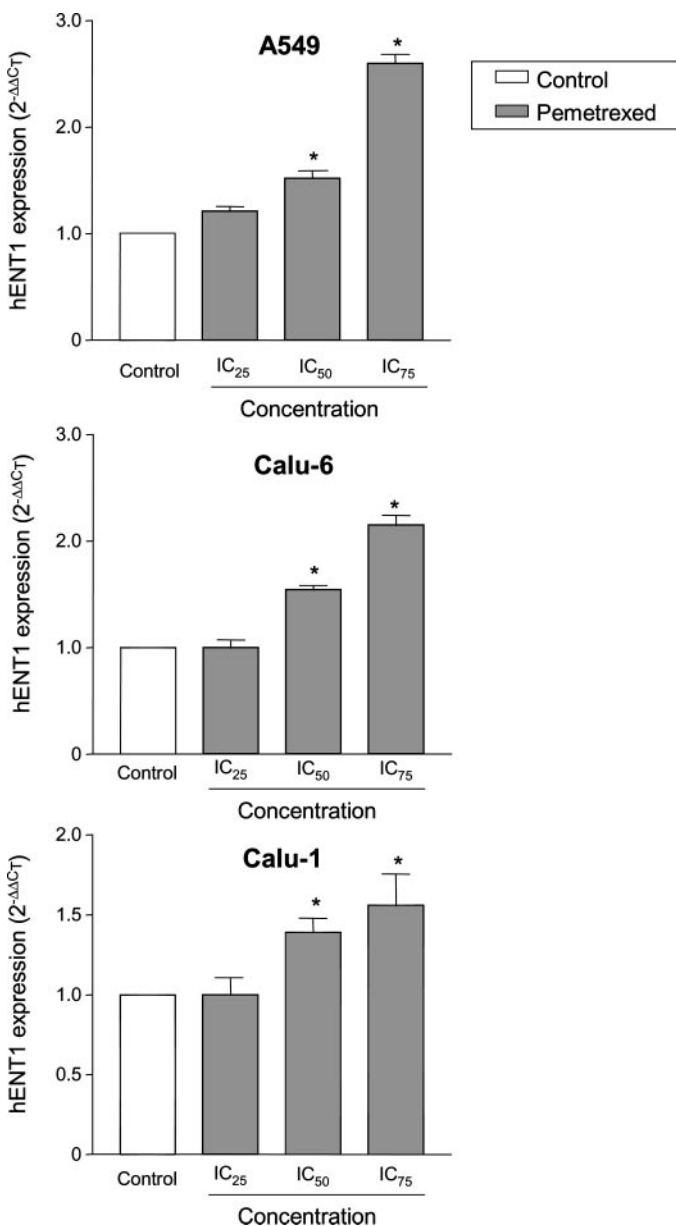 A549
Control
Pemetrexed
hENT1 expression (2-ΔΔCT)
3.0
2.0
1.0
0
Control
IC25
IC50
IC75
Concentration
*
*
Calu-6
hENT1 expression (2-ΔΔCT)
3.0
2.0
1.0
0
Control
IC25
IC50
IC75
Concentration
*
*
Calu-1
hENT1 expression (2-ΔΔCT)
2.0
1.5
1.0
0.5
0
Control
IC25
IC50
IC75
Concentration
*
*